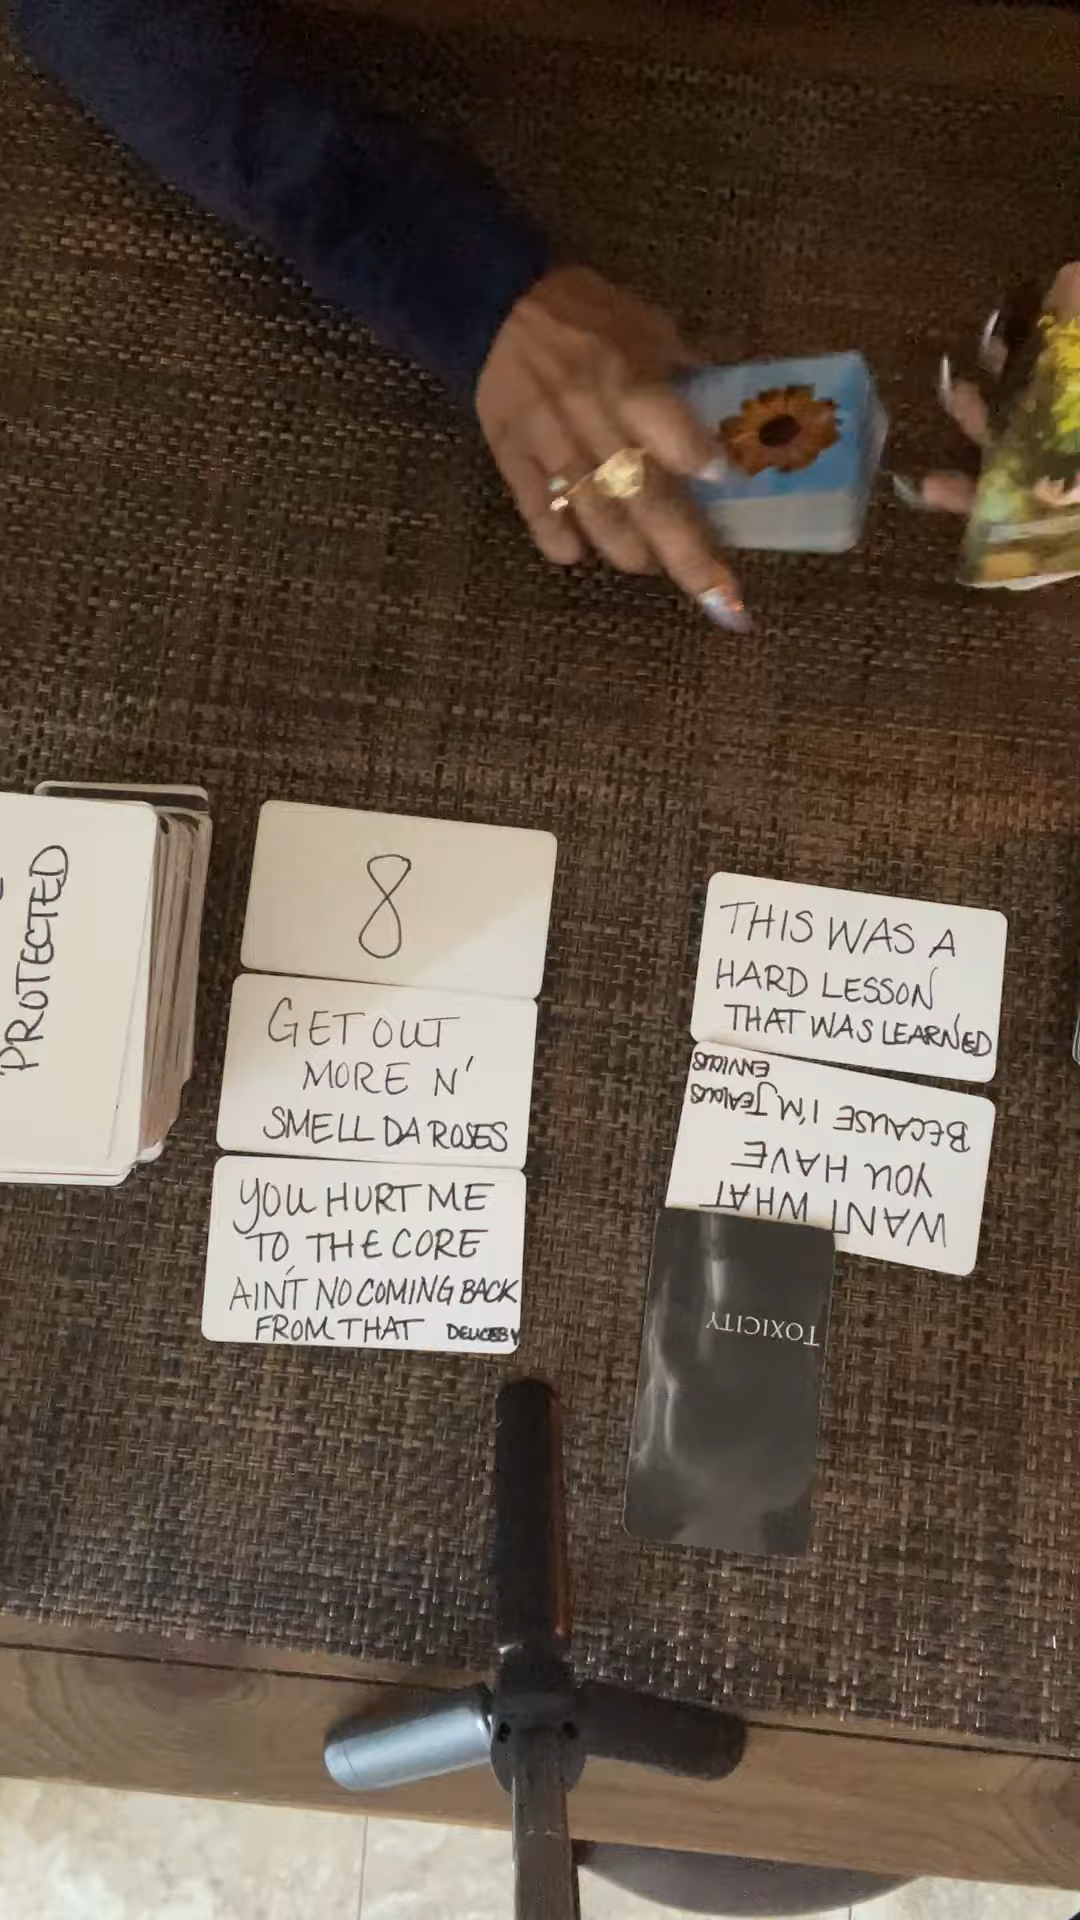 PROTECTED
8
GET OUT
MORE N'
SMELL DA ROSES
YOU HURT ME
TO THE CORE
AIN'T NO COMING BACK
FROM THAT
THIS WAS A
HARD LESSON
THAT WAS LEARNED
WANT WHAT
YOU HAVE
BECAUSE I'M JEALOUS
ENVIOUS
TOXICITY